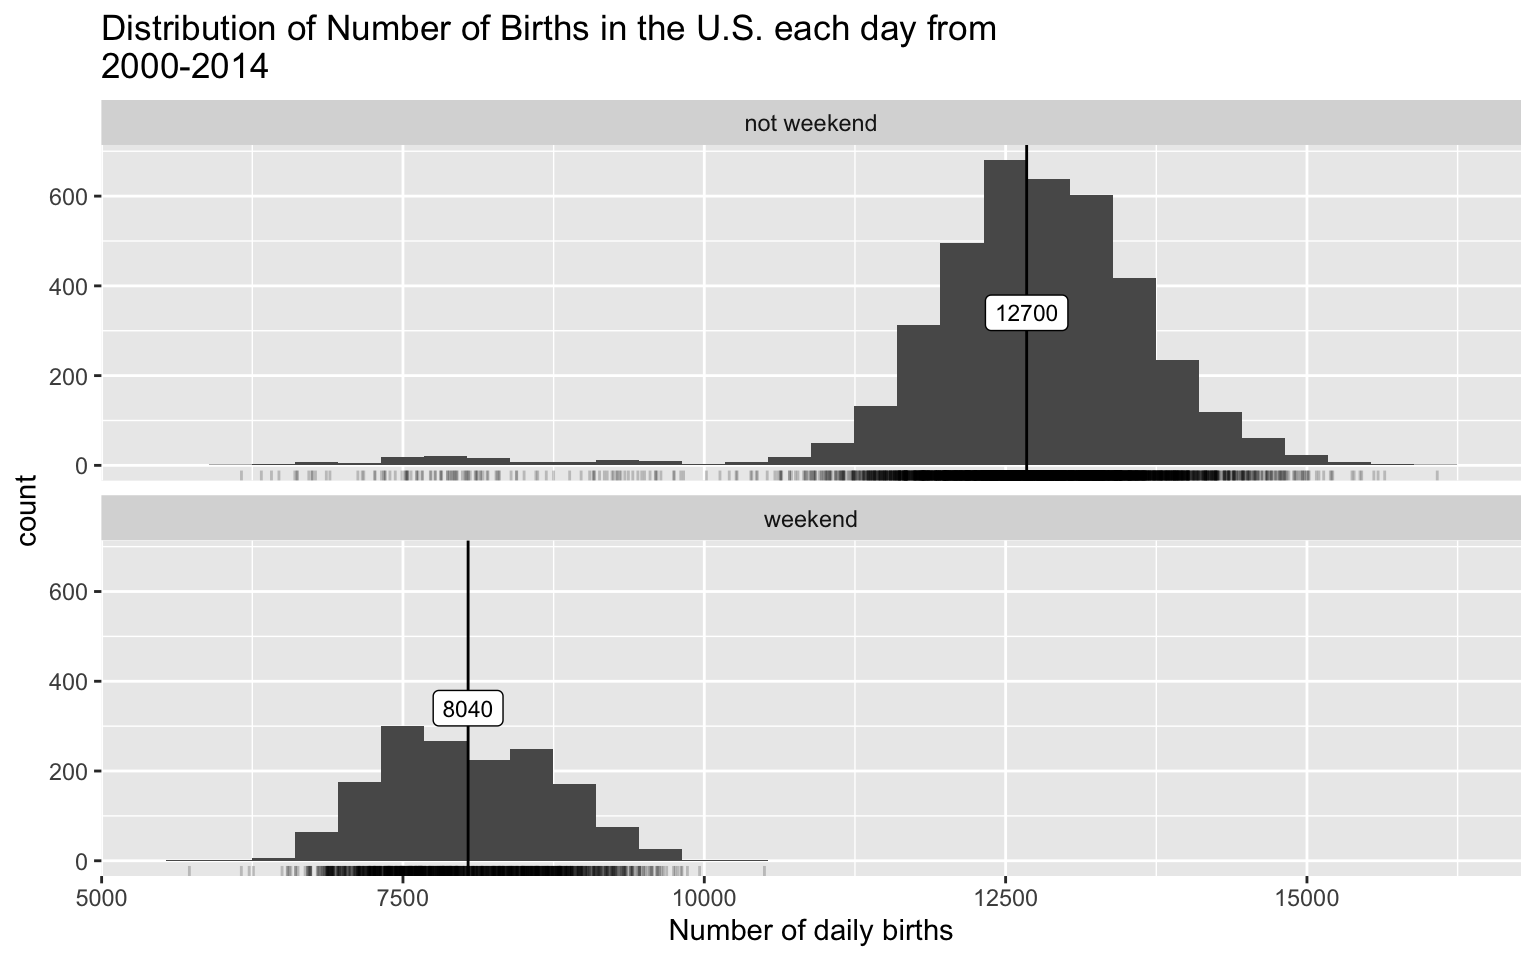 Distribution of Number of Births in the U.S. each day from
2000-2014
not weekend
600
400
200
0
12700
count
weekend
600
400
200
0
8040
5000 7500 10000 12500 15000
Number of daily births